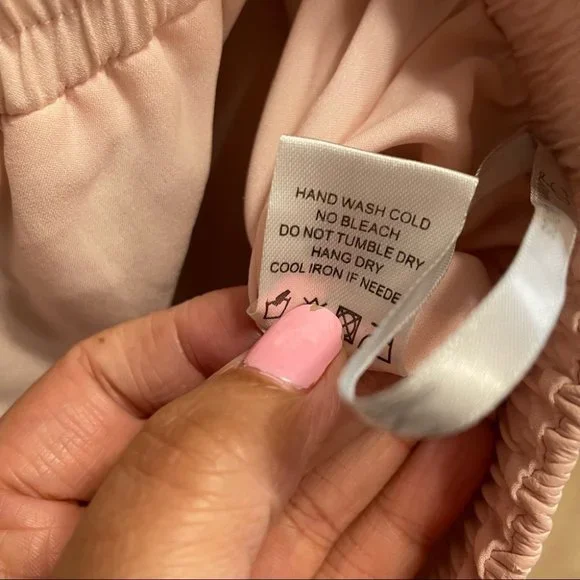 HAND WASH COLD
NO BLEACH
DO NOT TUMBLE DRY
HANG DRY
COOL IRON IF NEEDE